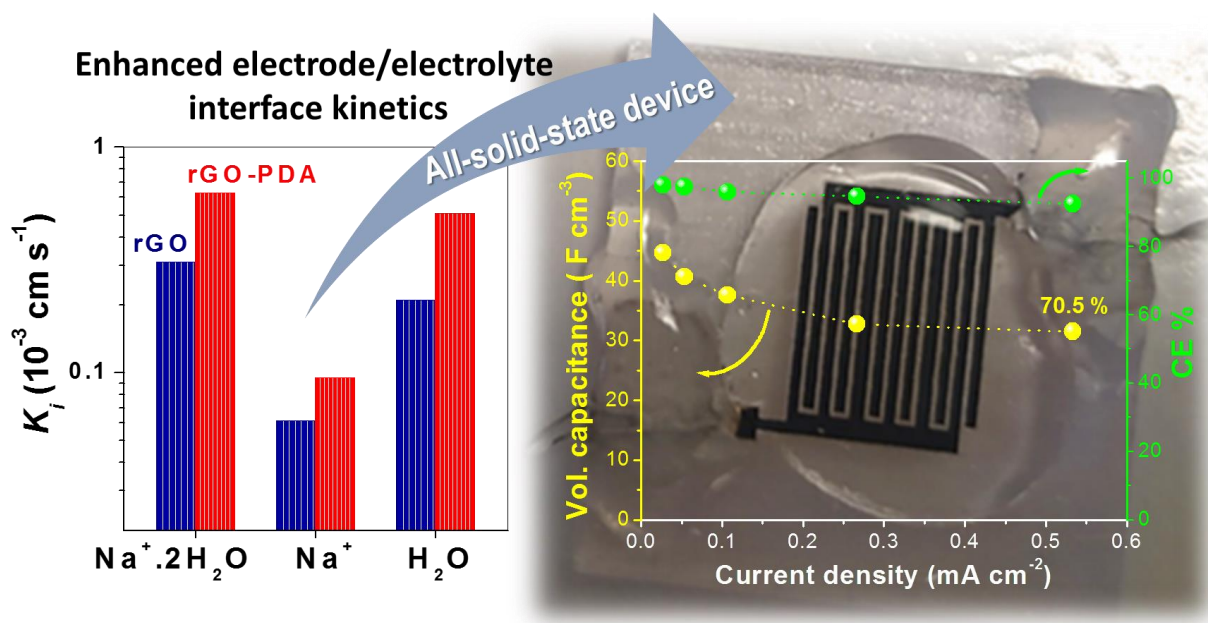 Enhanced electrode/electrolyte
interface kinetics
All-solid-state device
1
0.1
K_i (10⁻³ cm s⁻¹)
rGO-PDA
rGO
Na⁺.2H₂O
Na⁺
H₂O
60
50
40
30
20
10
0
Vol. capacitance ( F cm⁻³)
70.5 %
100
80
60
40
20
0
CE %
0.0 0.1 0.2 0.3 0.4 0.5 0.6
Current density (mA cm⁻²)